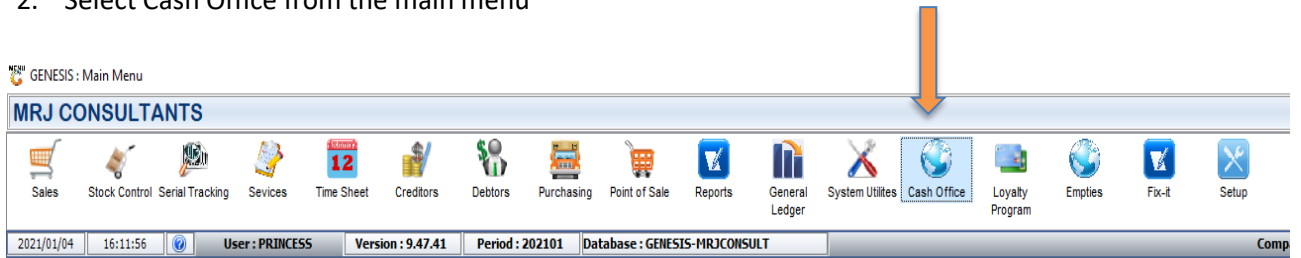 2. Select Cash Office from the main menu
MENU
GENESIS : Main Menu
MRJ CONSULTANTS
February
12
Sales Stock Control Serial Tracking Sevices Time Sheet Creditors Debtors Purchasing Point of Sale Reports General Ledger System Utilites Cash Office Loyalty Program Empties Fix-it Setup
2021/01/04 16:11:56 User : PRINCESS Version : 9.47.41 Period : 202101 Database : GENESIS-MRJCONSULT